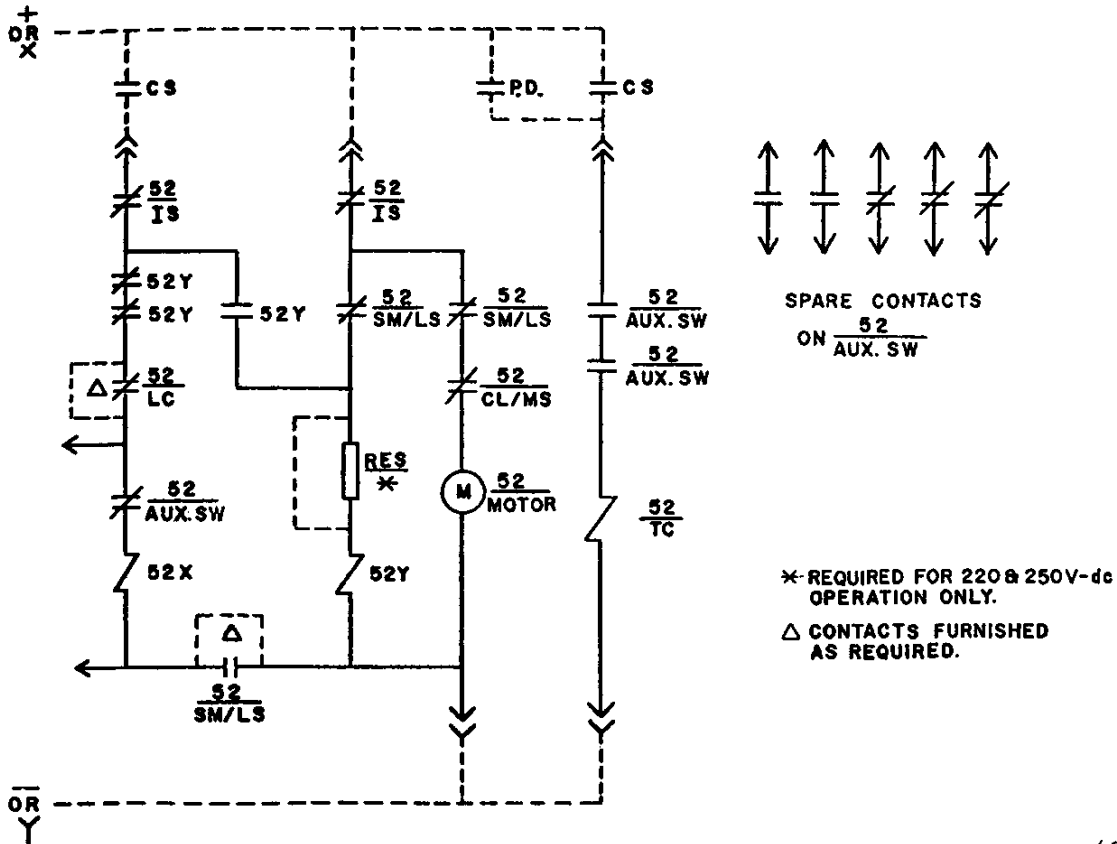 +
OR
X
CS
P.D.
CS
52
IS
52
IS
52Y
52Y
52Y
52
SM/LS
52
SM/LS
52
AUX. SW
52
AUX. SW
SPARE CONTACTS
ON 52
AUX. SW
Δ
52
LC
52
CL/MS
RES
*
M
52
MOTOR
52
AUX. SW
52
TC
52X
52Y
* REQUIRED FOR 220 & 250V-dc
OPERATION ONLY.
Δ CONTACTS FURNISHED
AS REQUIRED.
Δ
52
SM/LS
–
OR
Y